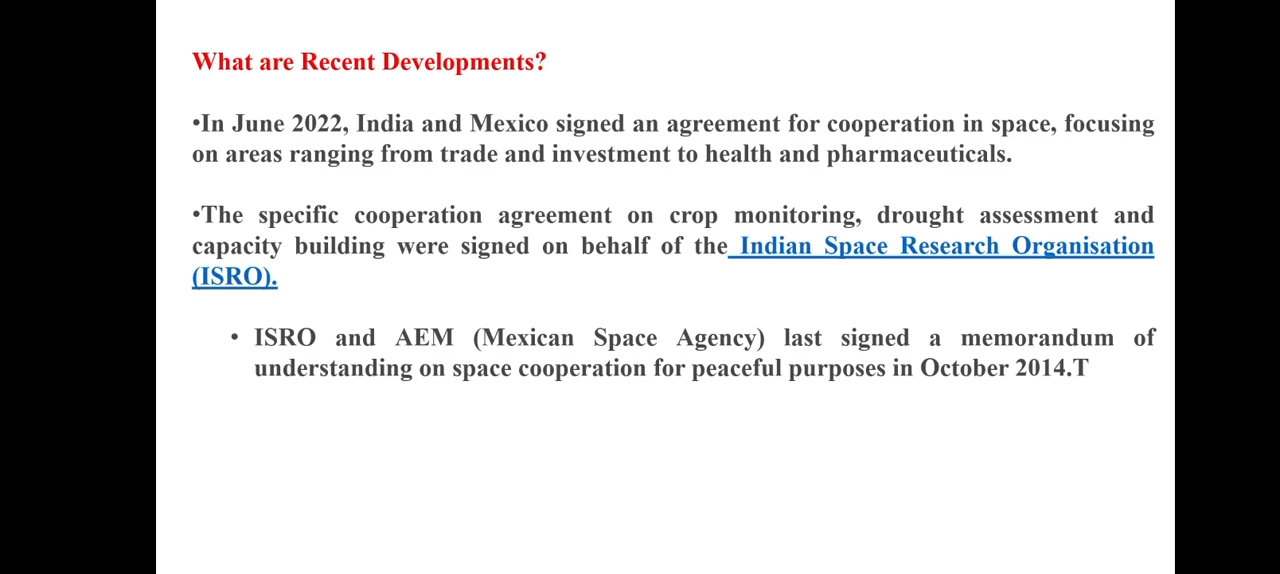 What are Recent Developments?
•In June 2022, India and Mexico signed an agreement for cooperation in space, focusing
on areas ranging from trade and investment to health and pharmaceuticals.
•The specific cooperation agreement on crop monitoring, drought assessment and
capacity building were signed on behalf of the Indian Space Research Organisation
(ISRO).
• ISRO and AEM (Mexican Space Agency) last signed a memorandum of
understanding on space cooperation for peaceful purposes in October 2014.T